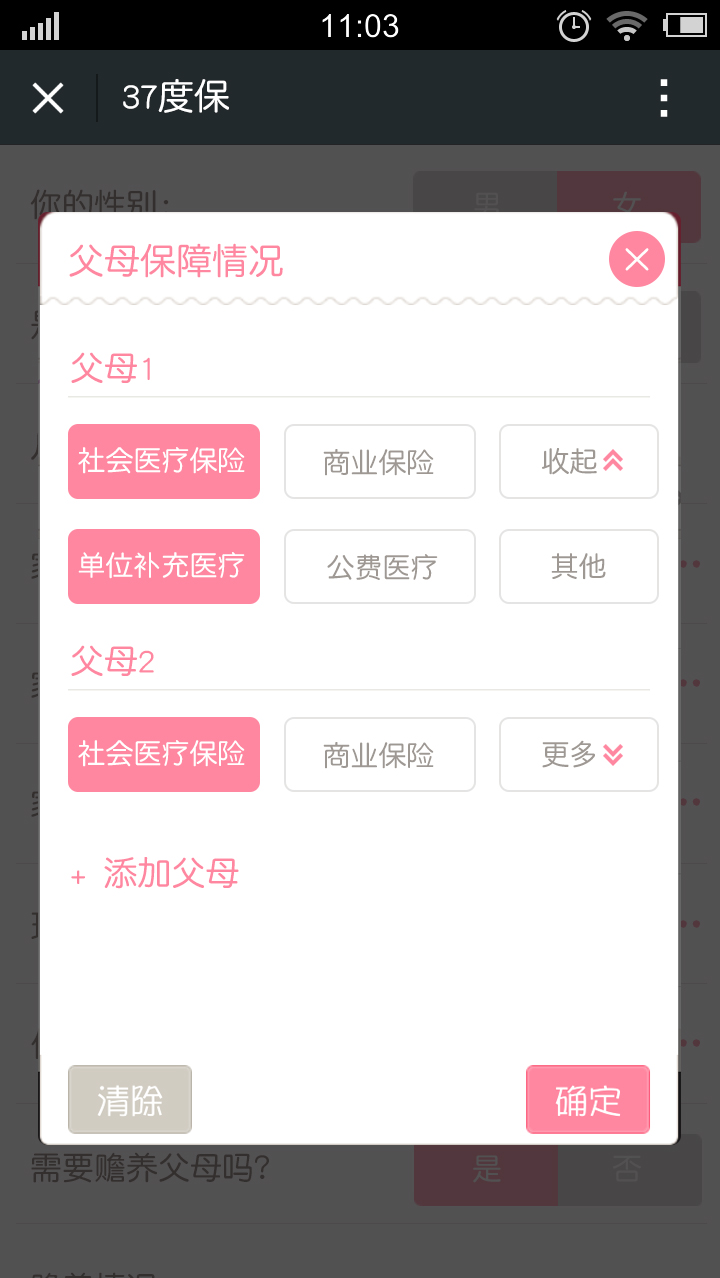 11:03
37度保
你的性别:
男 女
父母保障情况
父母1
社会医疗保险 商业保险 收起
单位补充医疗 公费医疗 其他
父母2
社会医疗保险 商业保险 更多
+ 添加父母
清除 确定
需要赡养父母吗?
是 否